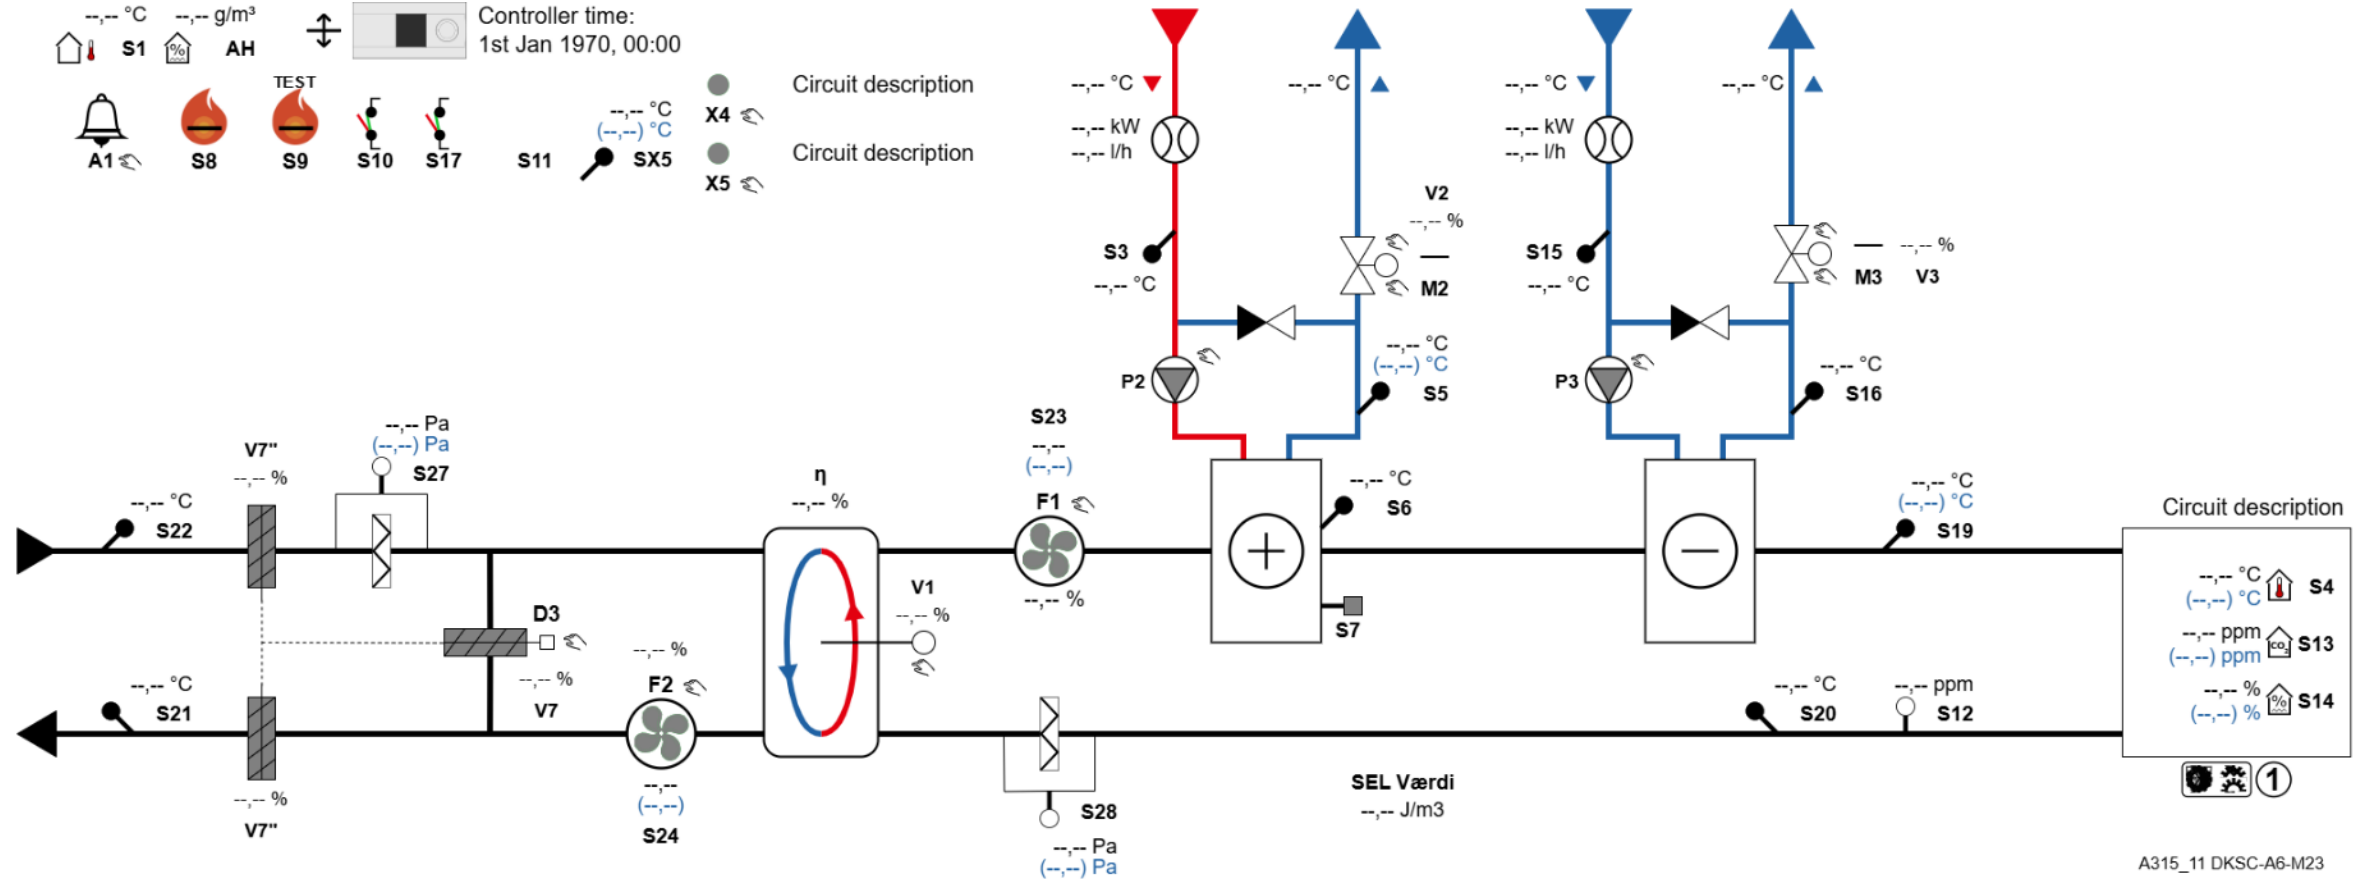 --,-- °C
--,-- g/m³
S1
%
AH
Controller time:
1st Jan 1970, 00:00
TEST
A1
S8
S9
S10
S17
S11
--,-- °C
(--,--) °C
SX5
X4
Circuit description
X5
Circuit description
--,-- °C
--,-- kW
--,-- l/h
S3
--,-- °C
P2
--,-- °C
V2
--,-- %
M2
--,-- °C
(--,--) °C
S5
--,-- °C
--,-- kW
--,-- l/h
S15
--,-- °C
P3
--,-- °C
--,-- %
M3
V3
--,-- °C
S16
--,-- °C
S22
V7"
--,-- %
--,-- Pa
(--,--) Pa
S27
η
--,-- %
V1
--,-- %
S23
--,--
(--,--)
F1
--,-- %
--,-- °C
S6
S7
--,-- °C
(--,--) °C
S19
Circuit description
--,-- °C
(--,--) °C
S4
--,-- ppm
(--,--) ppm
CO2
S13
--,-- %
(--,--) %
%
S14
1
D3
--,-- %
V7
--,-- °C
S21
--,-- %
V7"
--,-- %
F2
--,--
(--,--)
S24
S28
--,-- Pa
(--,--) Pa
SEL Værdi
--,-- J/m3
--,-- °C
S20
--,-- ppm
S12
A315_11 DKSC-A6-M23